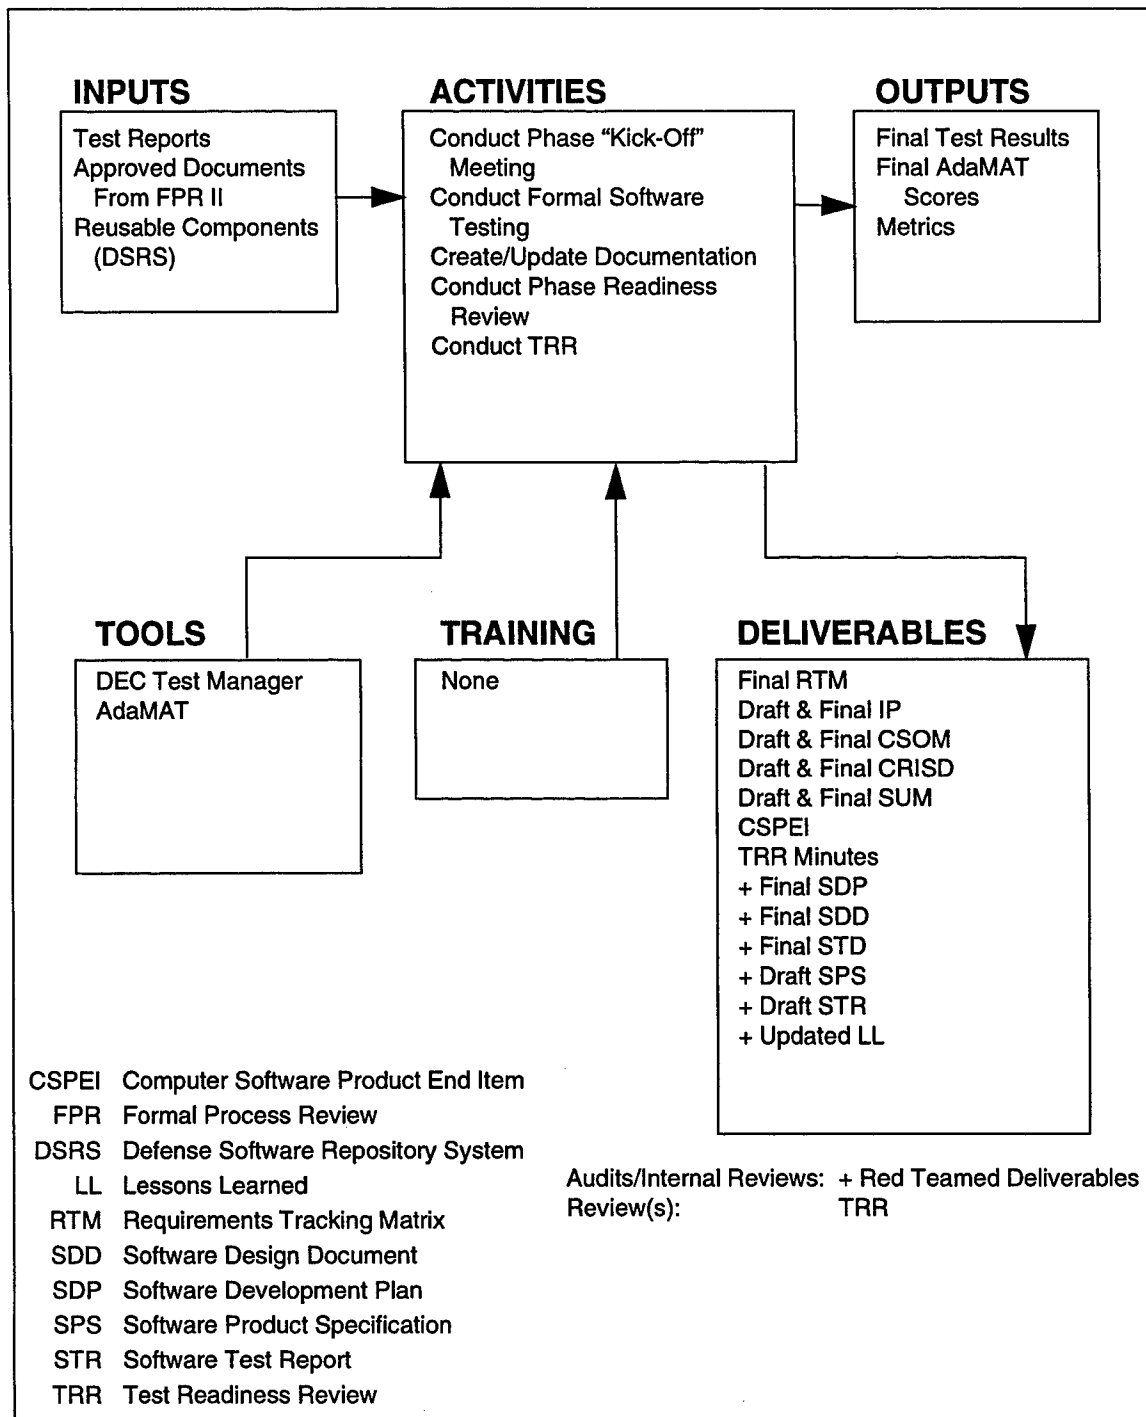 INPUTS
Test Reports
Approved Documents
From FPR II
Reusable Components
(DSRS)
ACTIVITIES
Conduct Phase “Kick-Off”
Meeting
Conduct Formal Software
Testing
Create/Update Documentation
Conduct Phase Readiness
Review
Conduct TRR
OUTPUTS
Final Test Results
Final AdaMAT
Scores
Metrics
TOOLS
DEC Test Manager
AdaMAT
TRAINING
None
DELIVERABLES
Final RTM
Draft & Final IP
Draft & Final CSOM
Draft & Final CRISD
Draft & Final SUM
CSPEI
TRR Minutes
+ Final SDP
+ Final SDD
+ Final STD
+ Draft SPS
+ Draft STR
+ Updated LL
CSPEI Computer Software Product End Item
FPR Formal Process Review
DSRS Defense Software Repository System
LL Lessons Learned
RTM Requirements Tracking Matrix
SDD Software Design Document
SDP Software Development Plan
SPS Software Product Specification
STR Software Test Report
TRR Test Readiness Review
Audits/Internal Reviews: + Red Teamed Deliverables
Review(s): TRR